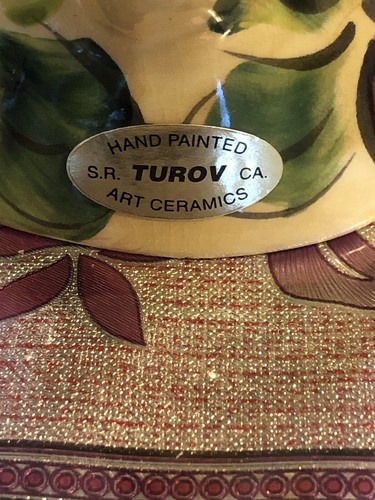 HAND PAINTED
S.R. TUROV CA.
ART CERAMICS